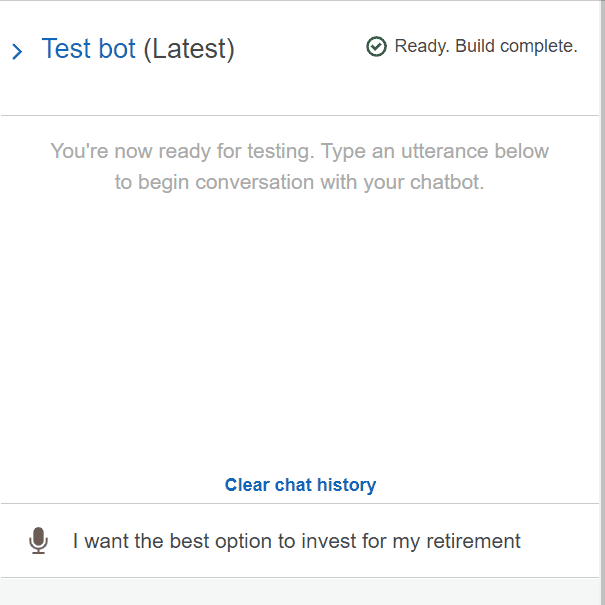 Test bot (Latest)
Ready. Build complete.
You're now ready for testing. Type an utterance below
to begin conversation with your chatbot.
Clear chat history
I want the best option to invest for my retirement